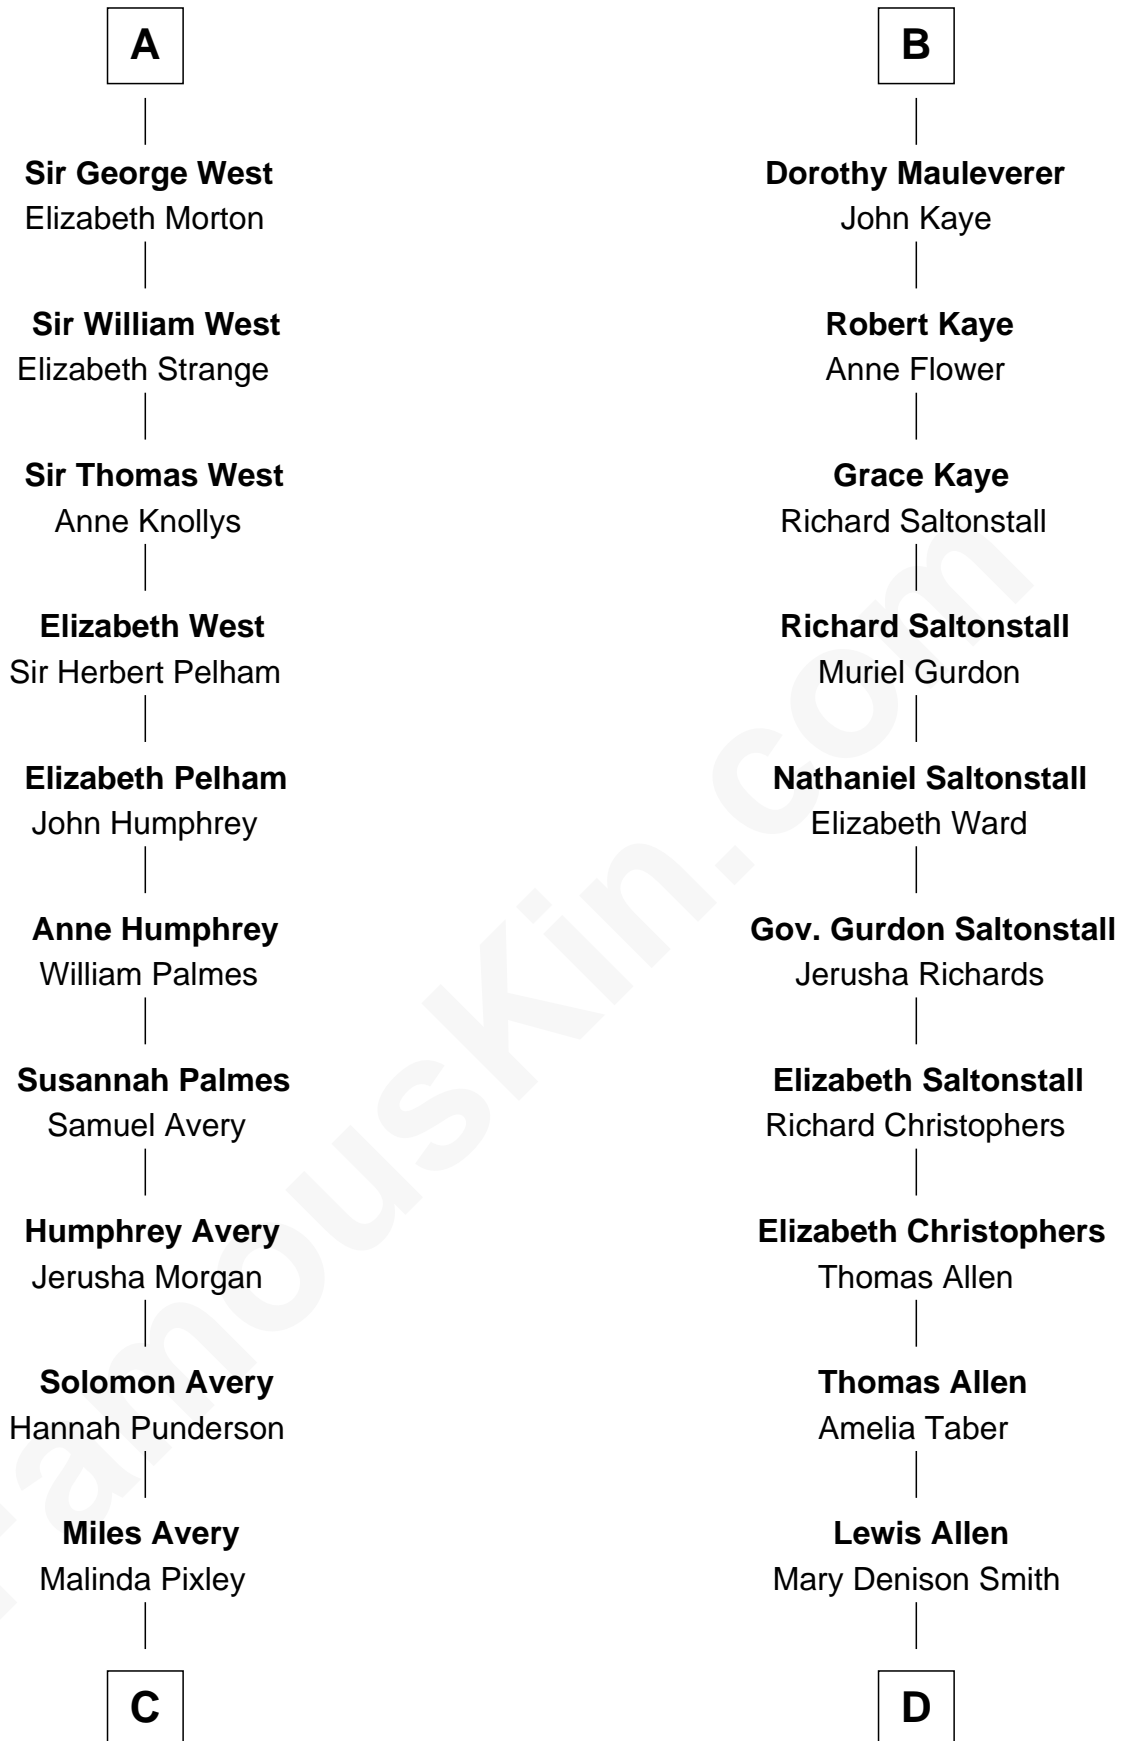 A
Sir George West
Elizabeth Morton
Sir William West
Elizabeth Strange
Sir Thomas West
Anne Knollys
Elizabeth West
Sir Herbert Pelham
Elizabeth Pelham
John Humphrey
Anne Humphrey
William Palmes
Susannah Palmes
Samuel Avery
Humphrey Avery
Jerusha Morgan
Solomon Avery
Hannah Punderson
Miles Avery
Malinda Pixley
C
B
Dorothy Mauleverer
John Kaye
Robert Kaye
Anne Flower
Grace Kaye
Richard Saltonstall
Richard Saltonstall
Muriel Gurdon
Nathaniel Saltonstall
Elizabeth Ward
Gov. Gurdon Saltonstall
Jerusha Richards
Elizabeth Saltonstall
Richard Christophers
Elizabeth Christophers
Thomas Allen
Thomas Allen
Amelia Taber
Lewis Allen
Mary Denison Smith
D
FamousKin.com